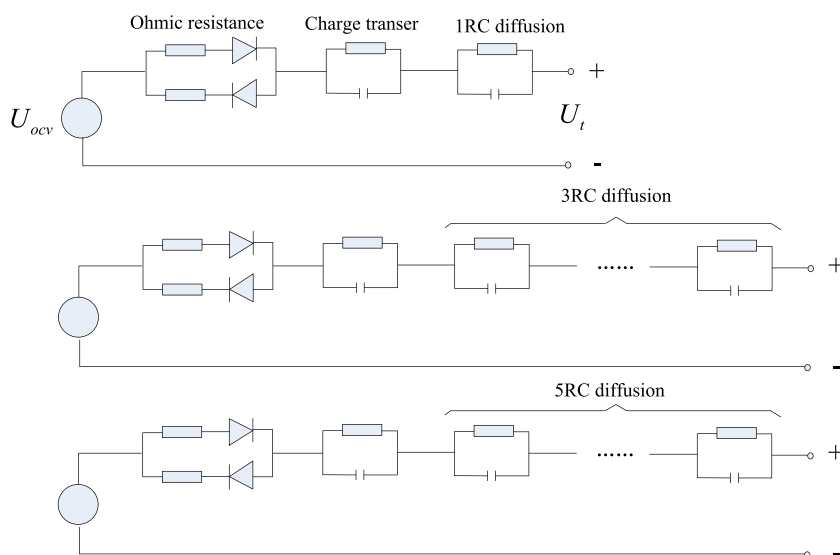 Ohmic resistance
Charge transer
1RC diffusion
+
U_ocv
U_t
-
3RC diffusion
......
+
-
5RC diffusion
......
+
-